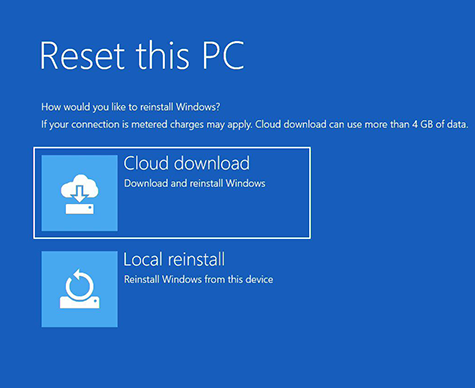 Reset this PC
How would you like to reinstall Windows?
If your connection is metered charges may apply. Cloud download can use more than 4 GB of data.
Cloud download
Download and reinstall Windows
Local reinstall
Reinstall Windows from this device